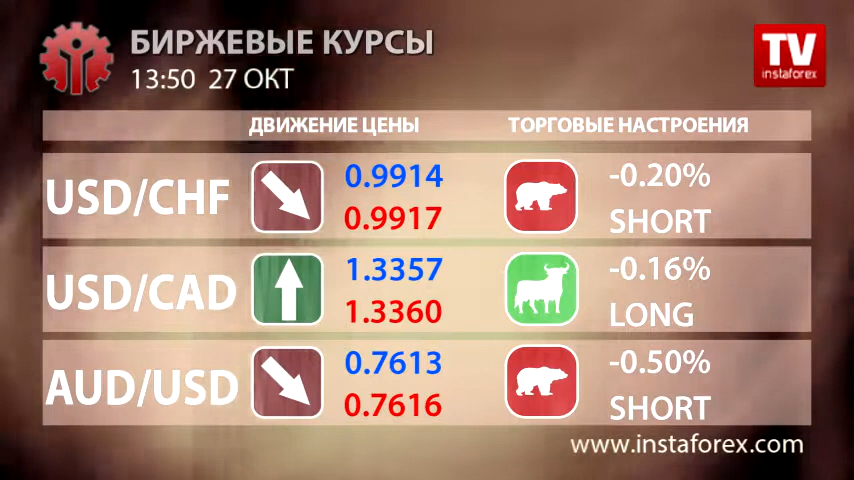 БИРЖЕВЫЕ КУРСЫ
13:50 27 ОКТ
TV
instaforex
ДВИЖЕНИЕ ЦЕНЫ ТОРГОВЫЕ НАСТРОЕНИЯ
USD/CHF 0.9914 -0.20%
0.9917 SHORT
USD/CAD 1.3357 -0.16%
1.3360 LONG
AUD/USD 0.7613 -0.50%
0.7616 SHORT
www.instaforex.com